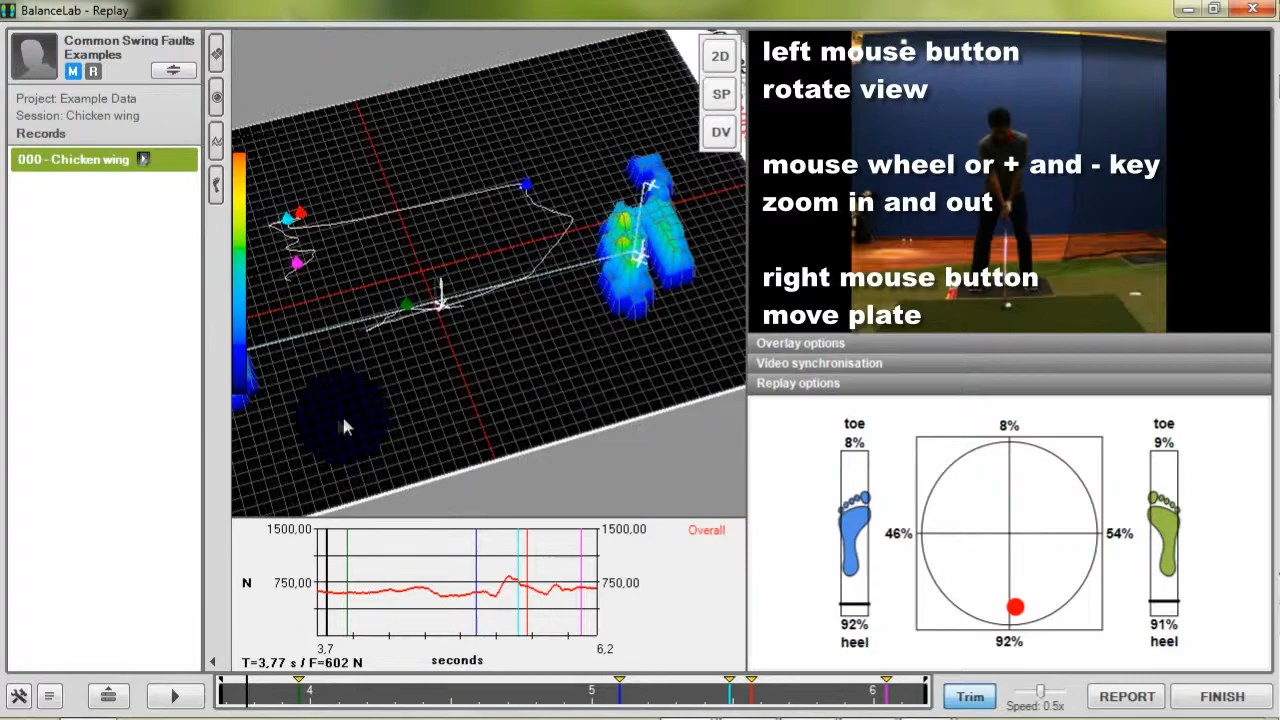 BalanceLab - Replay
Common Swing Faults
Examples
M R
Project: Example Data
Session: Chicken wing
Records
000 - Chicken wing
2D
SP
DV
left mouse button
rotate view
mouse wheel or + and - key
zoom in and out
right mouse button
move plate
Overlay options
Video synchronisation
Replay options
toe
8%
8%
toe
9%
46%
54%
92%
heel
92%
91%
heel
1500,00
1500,00
Overall
N
750,00
750,00
3,7
6,2
seconds
T=3,77 s / F=602 N
4
5
6
Trim
Speed: 0.5x
REPORT
FINISH